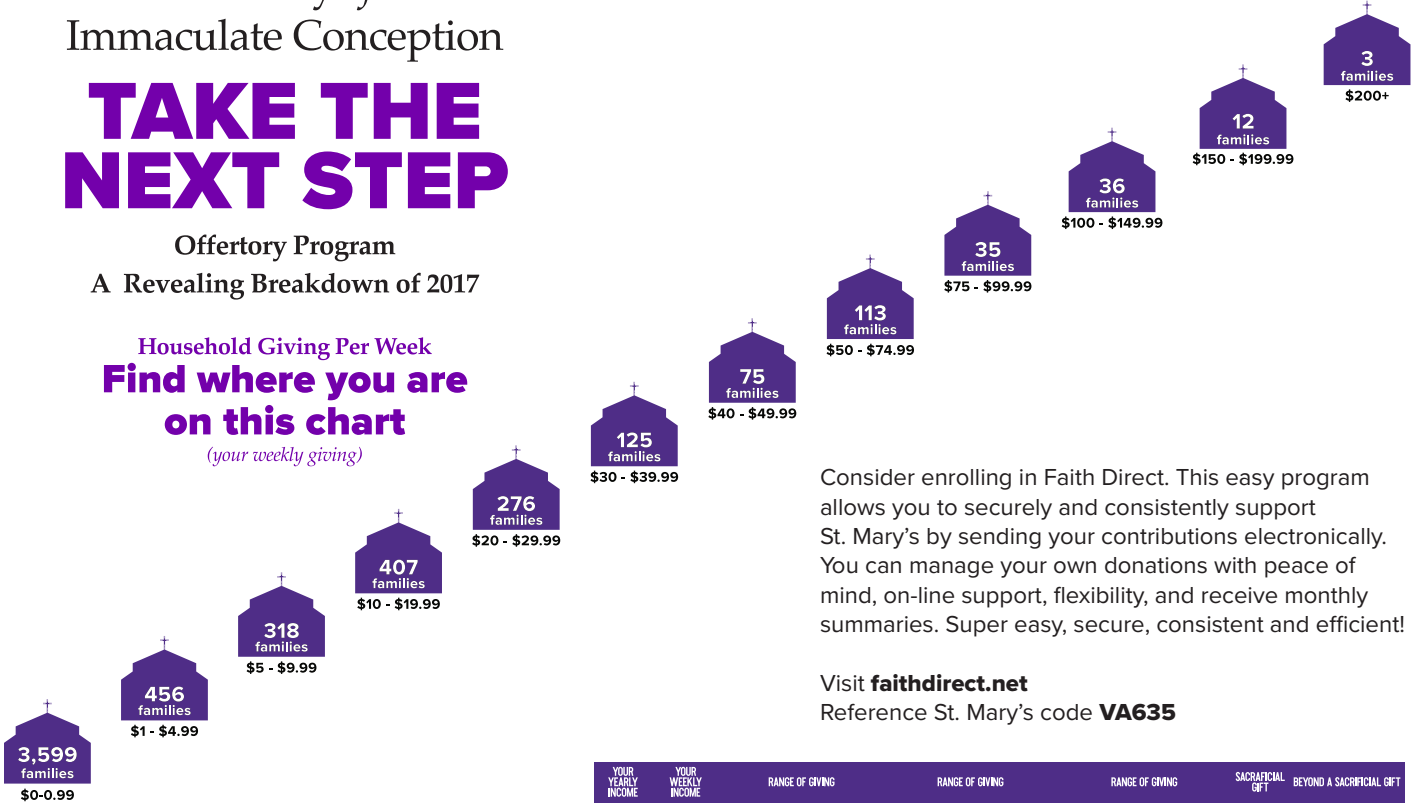 Immaculate Conception
TAKE THE
NEXT STEP
Offertory Program
A Revealing Breakdown of 2017
Household Giving Per Week
Find where you are
on this chart
(your weekly giving)
3
families
$200+
12
families
$150 - $199.99
36
families
$100 - $149.99
35
families
$75 - $99.99
113
families
$50 - $74.99
75
families
$40 - $49.99
125
families
$30 - $39.99
276
families
$20 - $29.99
407
families
$10 - $19.99
318
families
$5 - $9.99
456
families
$1 - $4.99
3,599
families
$0-0.99
Consider enrolling in Faith Direct. This easy program
allows you to securely and consistently support
St. Mary's by sending your contributions electronically.
You can manage your own donations with peace of
mind, on-line support, flexibility, and receive monthly
summaries. Super easy, secure, consistent and efficient!
Visit faithdirect.net
Reference St. Mary's code VA635
YOUR
YEARLY
INCOME
YOUR
WEEKLY
INCOME
RANGE OF GIVING
RANGE OF GIVING
RANGE OF GIVING
SACRAFICIAL
GIFT
BEYOND A SACRIFICIAL GIFT